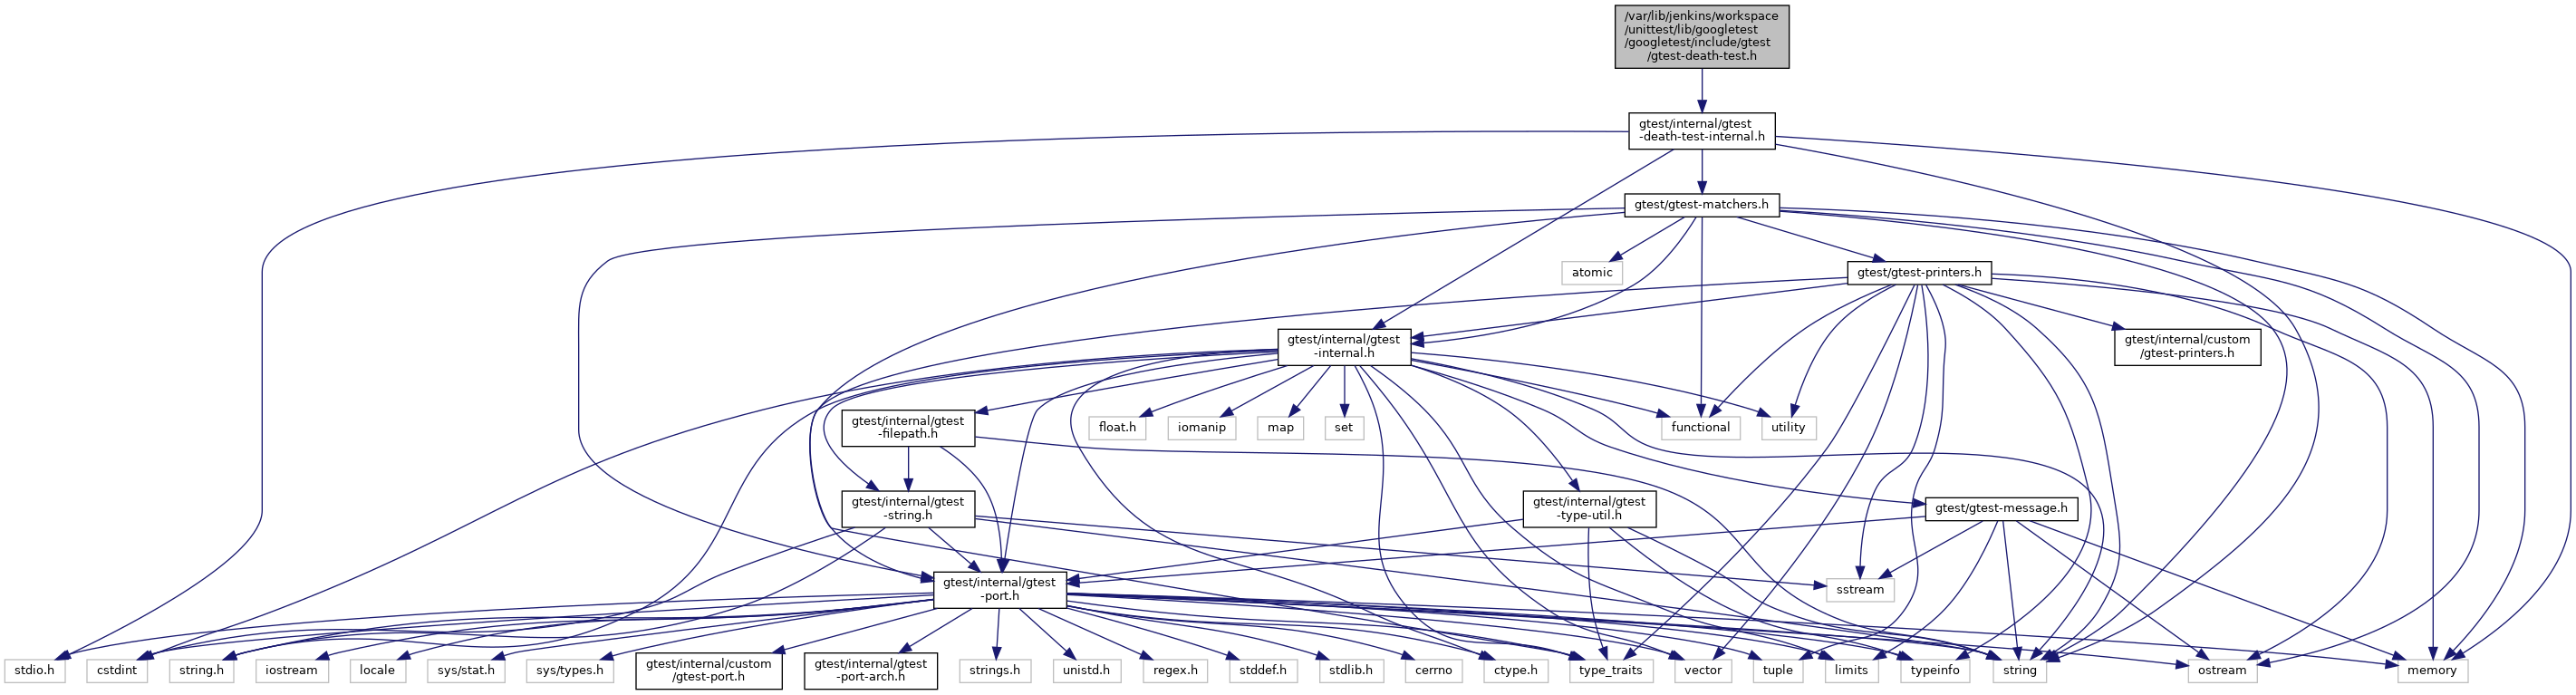 /var/lib/jenkins/workspace
/unittest/lib/googletest
/googletest/include/gtest
/gtest-death-test.h
gtest/internal/gtest
-death-test-internal.h
gtest/gtest-matchers.h
atomic
gtest/gtest-printers.h
gtest/internal/gtest
-internal.h
gtest/internal/custom
/gtest-printers.h
gtest/internal/gtest
-filepath.h
float.h
iomanip
map
set
functional
utility
gtest/internal/gtest
-string.h
gtest/internal/gtest
-type-util.h
gtest/gtest-message.h
gtest/internal/gtest
-port.h
sstream
stdio.h
cstdint
string.h
iostream
locale
sys/stat.h
sys/types.h
gtest/internal/custom
/gtest-port.h
gtest/internal/gtest
-port-arch.h
strings.h
unistd.h
regex.h
stddef.h
stdlib.h
cerrno
ctype.h
type_traits
vector
tuple
limits
typeinfo
string
ostream
memory